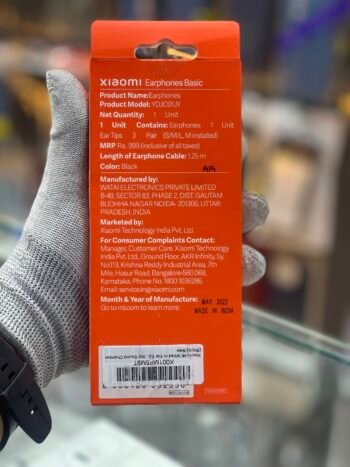 xiaomi Earphones Basic
Product Name:Earphones
Product Model: YDJC01JY
Net Quantity: 1 Unit
1 Unit Contains: Earphones 1 Unit
Ear Tips 3 Pair (S/M/L, M installed)
MRP Rs. 999 (inclusive of all taxes)
Length of Earphone Cable: 1.25 m
Color: Black
Manufactured by:
WATAI ELECTRONICS PRIVATE LIMITED
B-49, SECTOR 83, PHASE 2, DIST, GAUTAM
BUDHHA NAGAR NOIDA- 201306, UTTAR
PRADESH, INDIA
Marketed by:
Xiaomi Technology India Pvt. Ltd.
For Consumer Complaints Contact:
Manager, Customer Care, Xiaomi Technology
India Pvt. Ltd., Ground Floor, AKR Infinity, Sy.
No.113, Krishna Reddy Industrial Area, 7th
Mile, Hosur Road, Bangalore-560 068,
Karnataka, Phone No. 1800 1036286,
Email: service.in@xiaomi.com
Month & Year of Manufacture: MAY 2022
Go to mi.com to learn more. MADE IN INDIA
X001MIP5M9T